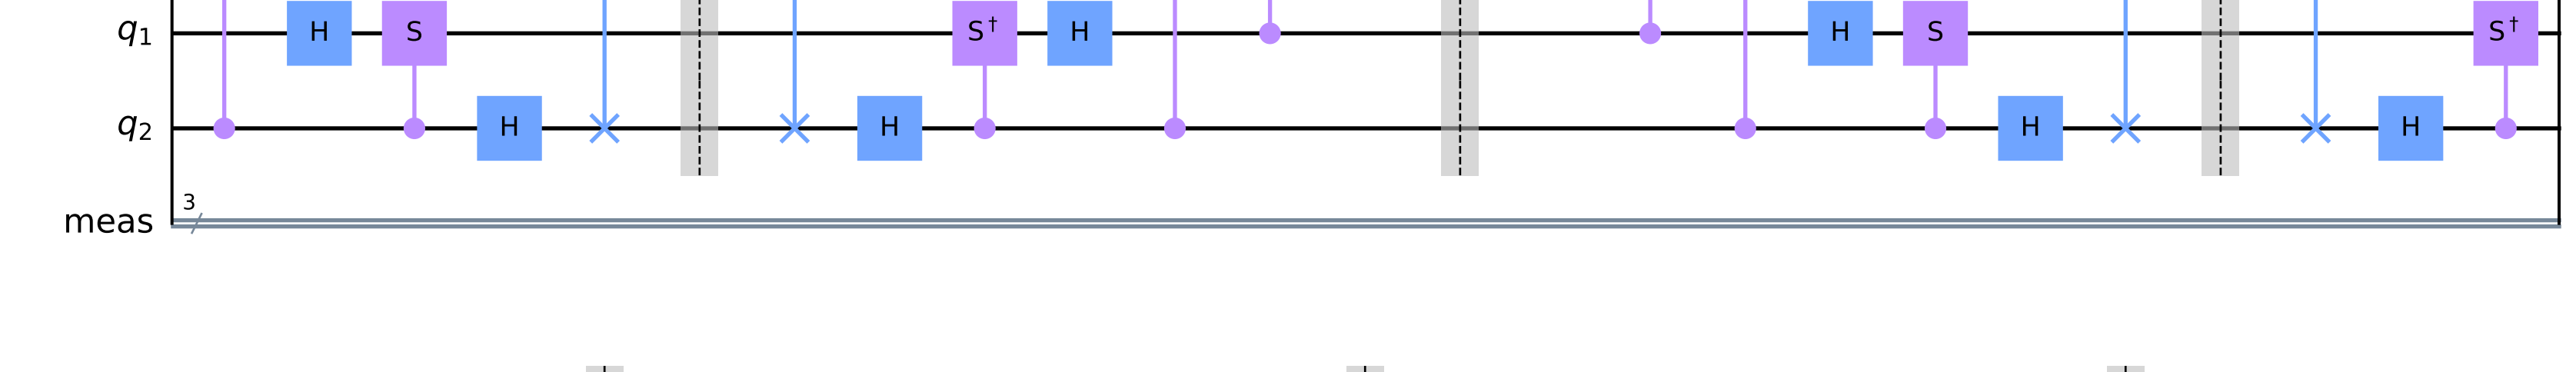 q1 H S S† H H S S†
q2 H H H H
3
meas